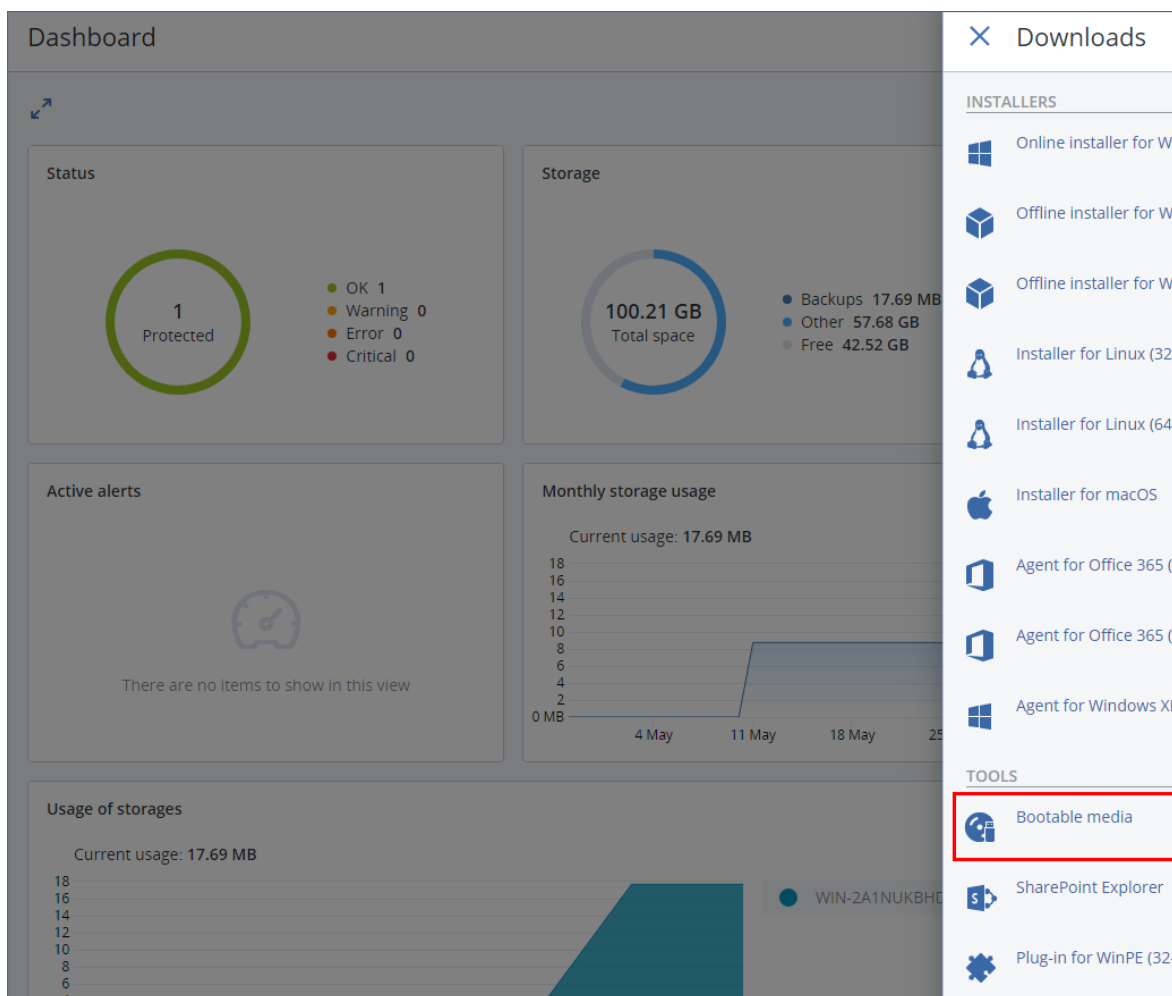 Dashboard
Downloads
INSTALLERS
Online installer for W
Offline installer for W
Offline installer for W
Installer for Linux (32
Installer for Linux (64
Installer for macOS
Agent for Office 365 (
Agent for Office 365 (
Agent for Windows XP
TOOLS
Bootable media
SharePoint Explorer
Plug-in for WinPE (32-
Status
1
Protected
OK 1
Warning 0
Error 0
Critical 0
Storage
100.21 GB
Total space
Backups 17.69 MB
Other 57.68 GB
Free 42.52 GB
Active alerts
There are no items to show in this view
Monthly storage usage
Current usage: 17.69 MB
18
16
14
12
10
8
6
4
2
0 MB
4 May 11 May 18 May 25
Usage of storages
Current usage: 17.69 MB
18
16
14
12
10
8
6
WIN-2A1NUKBHD